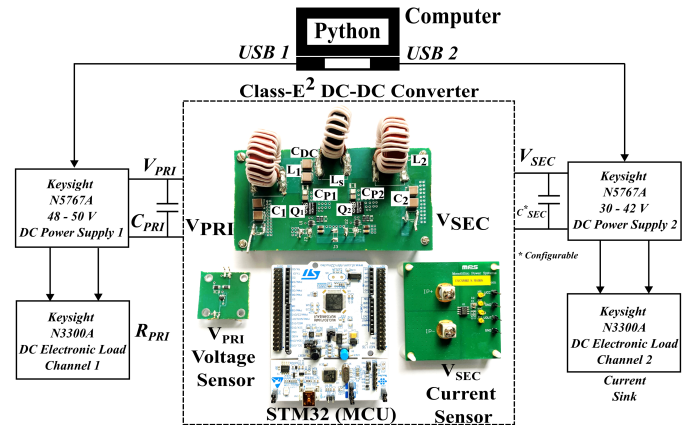 Computer
Python
USB 1
USB 2
Class-E² DC-DC Converter
V_PRI
C_PRI
Keysight
N5767A
48 - 50 V
DC Power Supply 1
Keysight
N3300A
DC Electronic Load
Channel 1
R_PRI
C_DC
L_1
L_S
L_2
C_P1
C_P2
C_1
Q_1
Q_2
C_2
V_PRI
V_SEC
V_PRI
Voltage
Sensor
STM32 (MCU)
MPS
IP+
IP-
V_SEC
Current
Sensor
V_SEC
C*_SEC
* Configurable
Keysight
N5767A
30 - 42 V
DC Power Supply 2
Keysight
N3300A
DC Electronic Load
Channel 2
Current
Sink